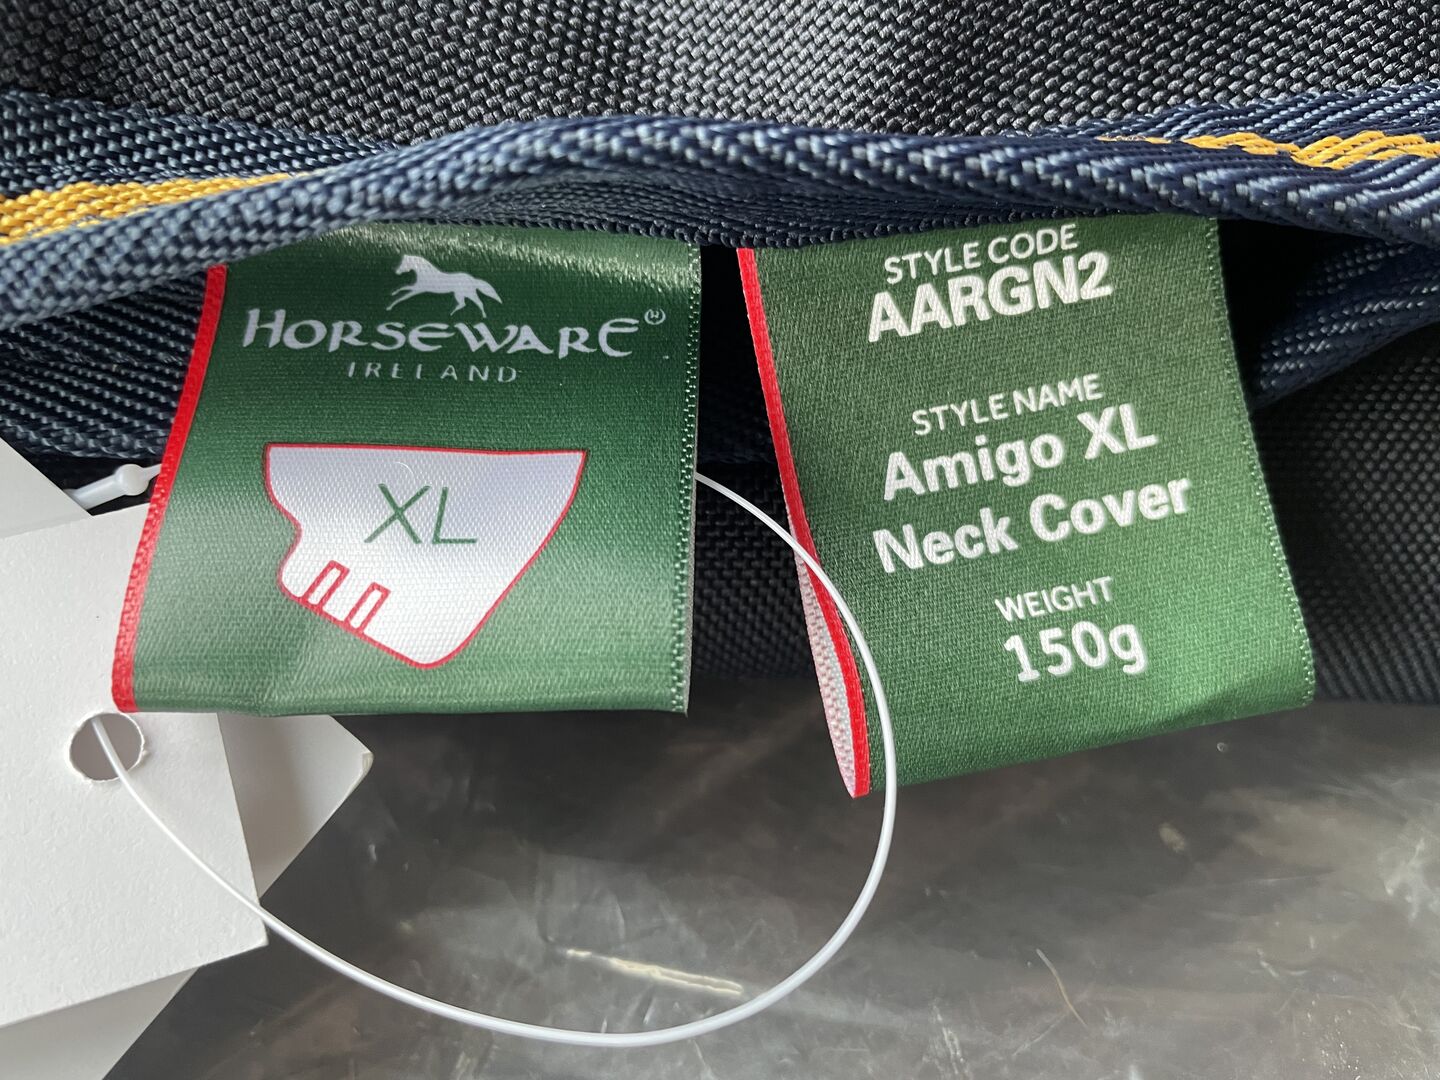 HORSEWARE®
IRELAND
XL
STYLE CODE
AARGN2
STYLE NAME
Amigo XL
Neck Cover
WEIGHT
150g